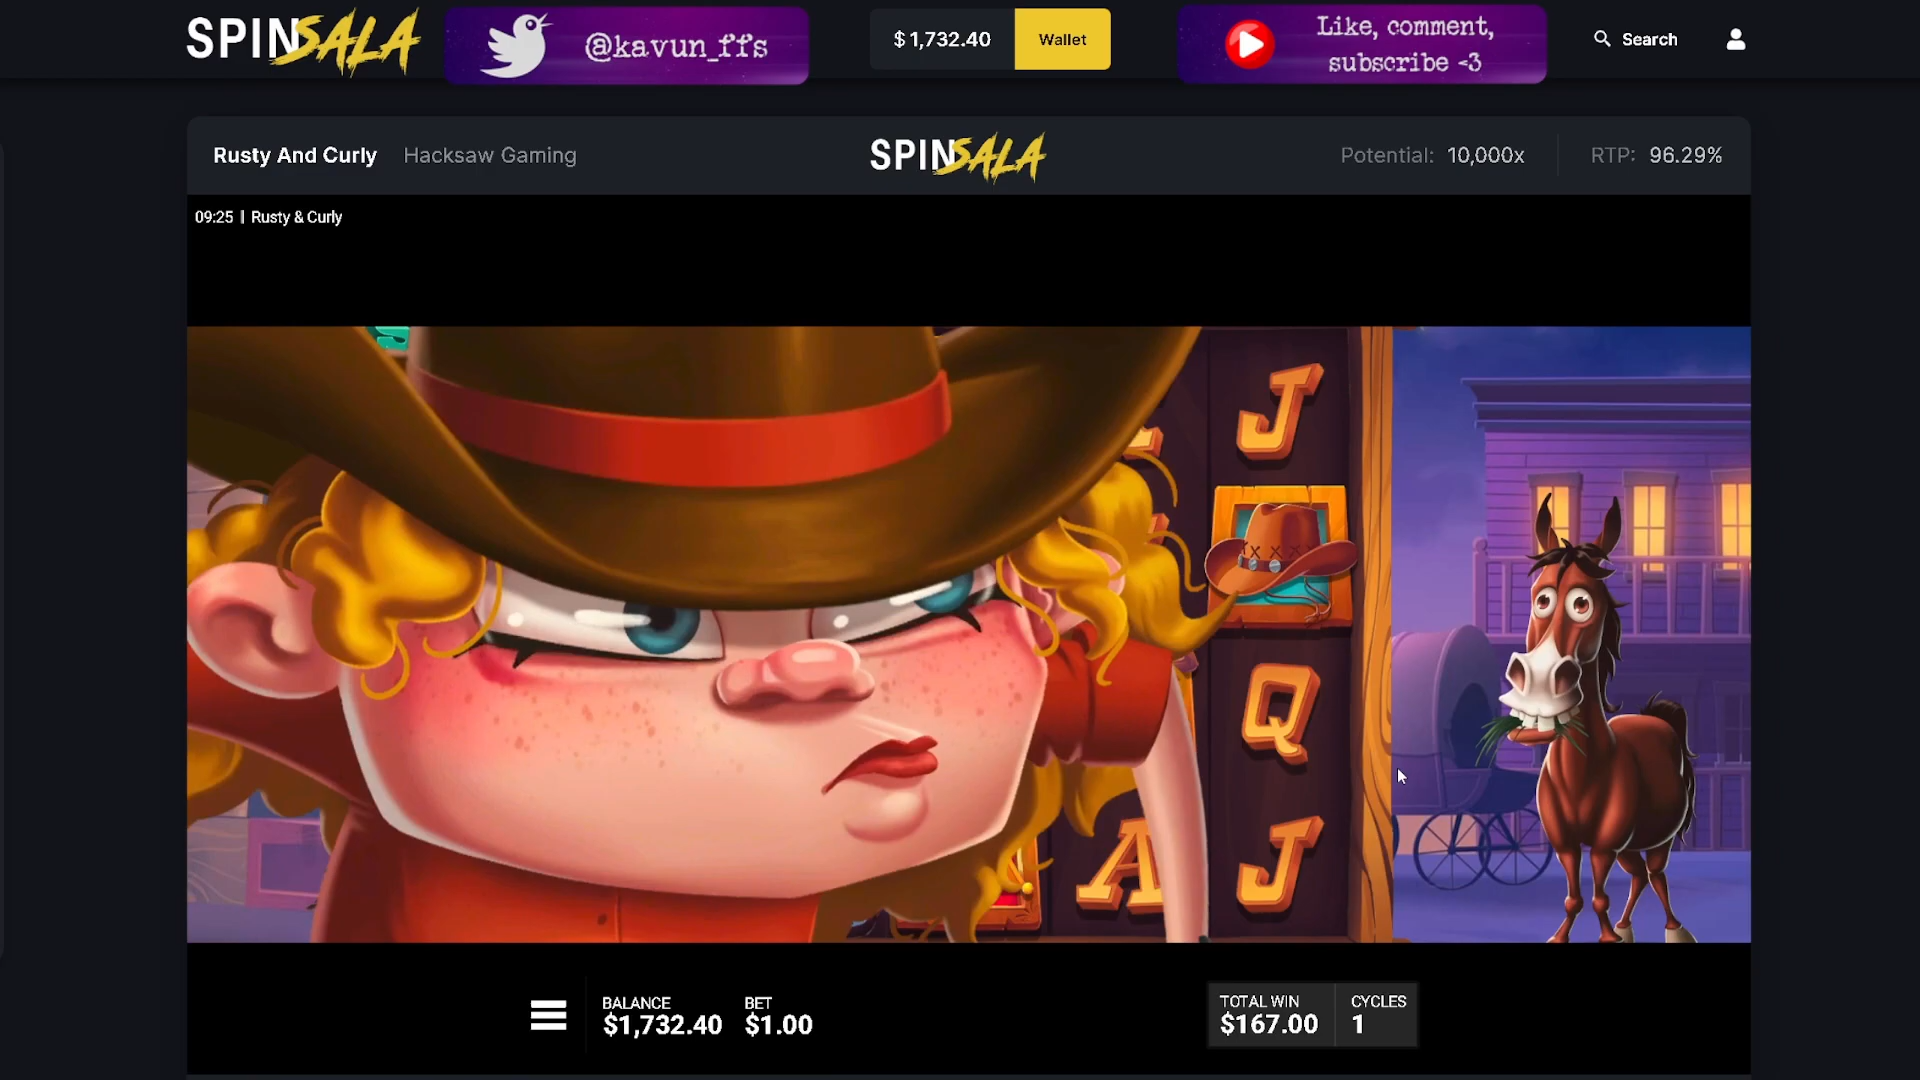 SPINSALA
@kavun_ffs
$1,732.40
Wallet
Like, comment,
subscribe <3
Search
Rusty And Curly
Hacksaw Gaming
SPINSALA
Potential: 10,000x
RTP: 96.29%
09:25 | Rusty & Curly
J
Q
A
J
BALANCE
$1,732.40
BET
$1.00
TOTAL WIN
$167.00
CYCLES
1